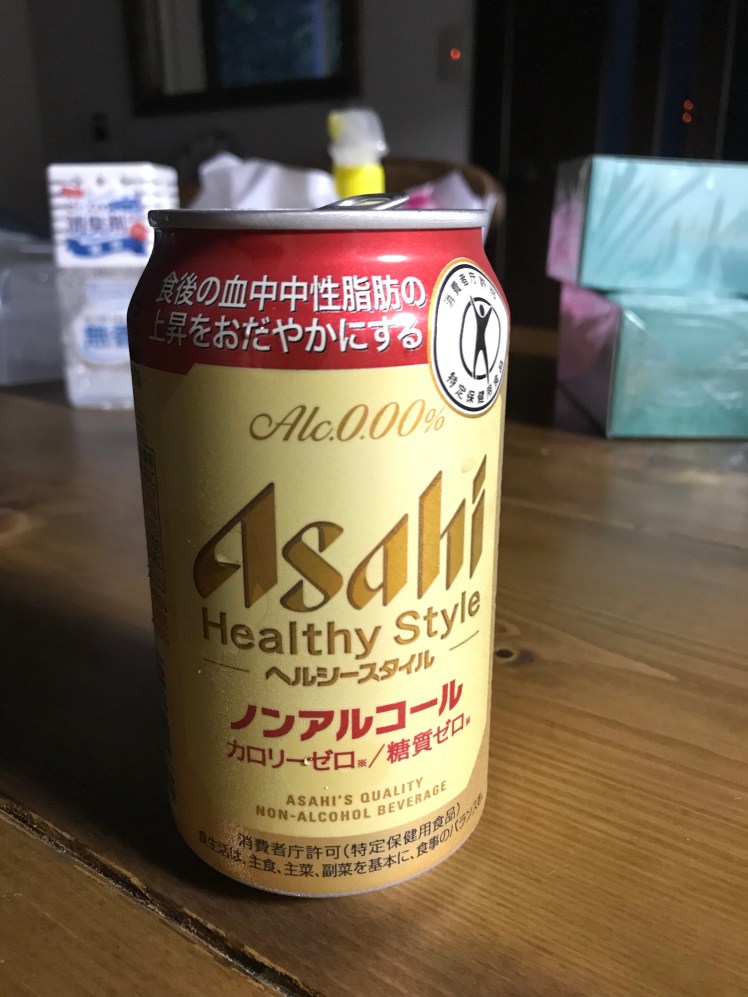 食後の血中中性脂肪の
上昇をおだやかにする
消費者庁許可
特定保健用食品
Alc.0.00%
Asahi
Healthy Style
ヘルシースタイル
ノンアルコール
カロリーゼロ※/糖質ゼロ※
ASAHI'S QUALITY
NON-ALCOHOL BEVERAGE
消費者庁許可(特定保健用食品)
食生活は、主食、主菜、副菜を基本に、食事のバランスを
消臭剤
無香